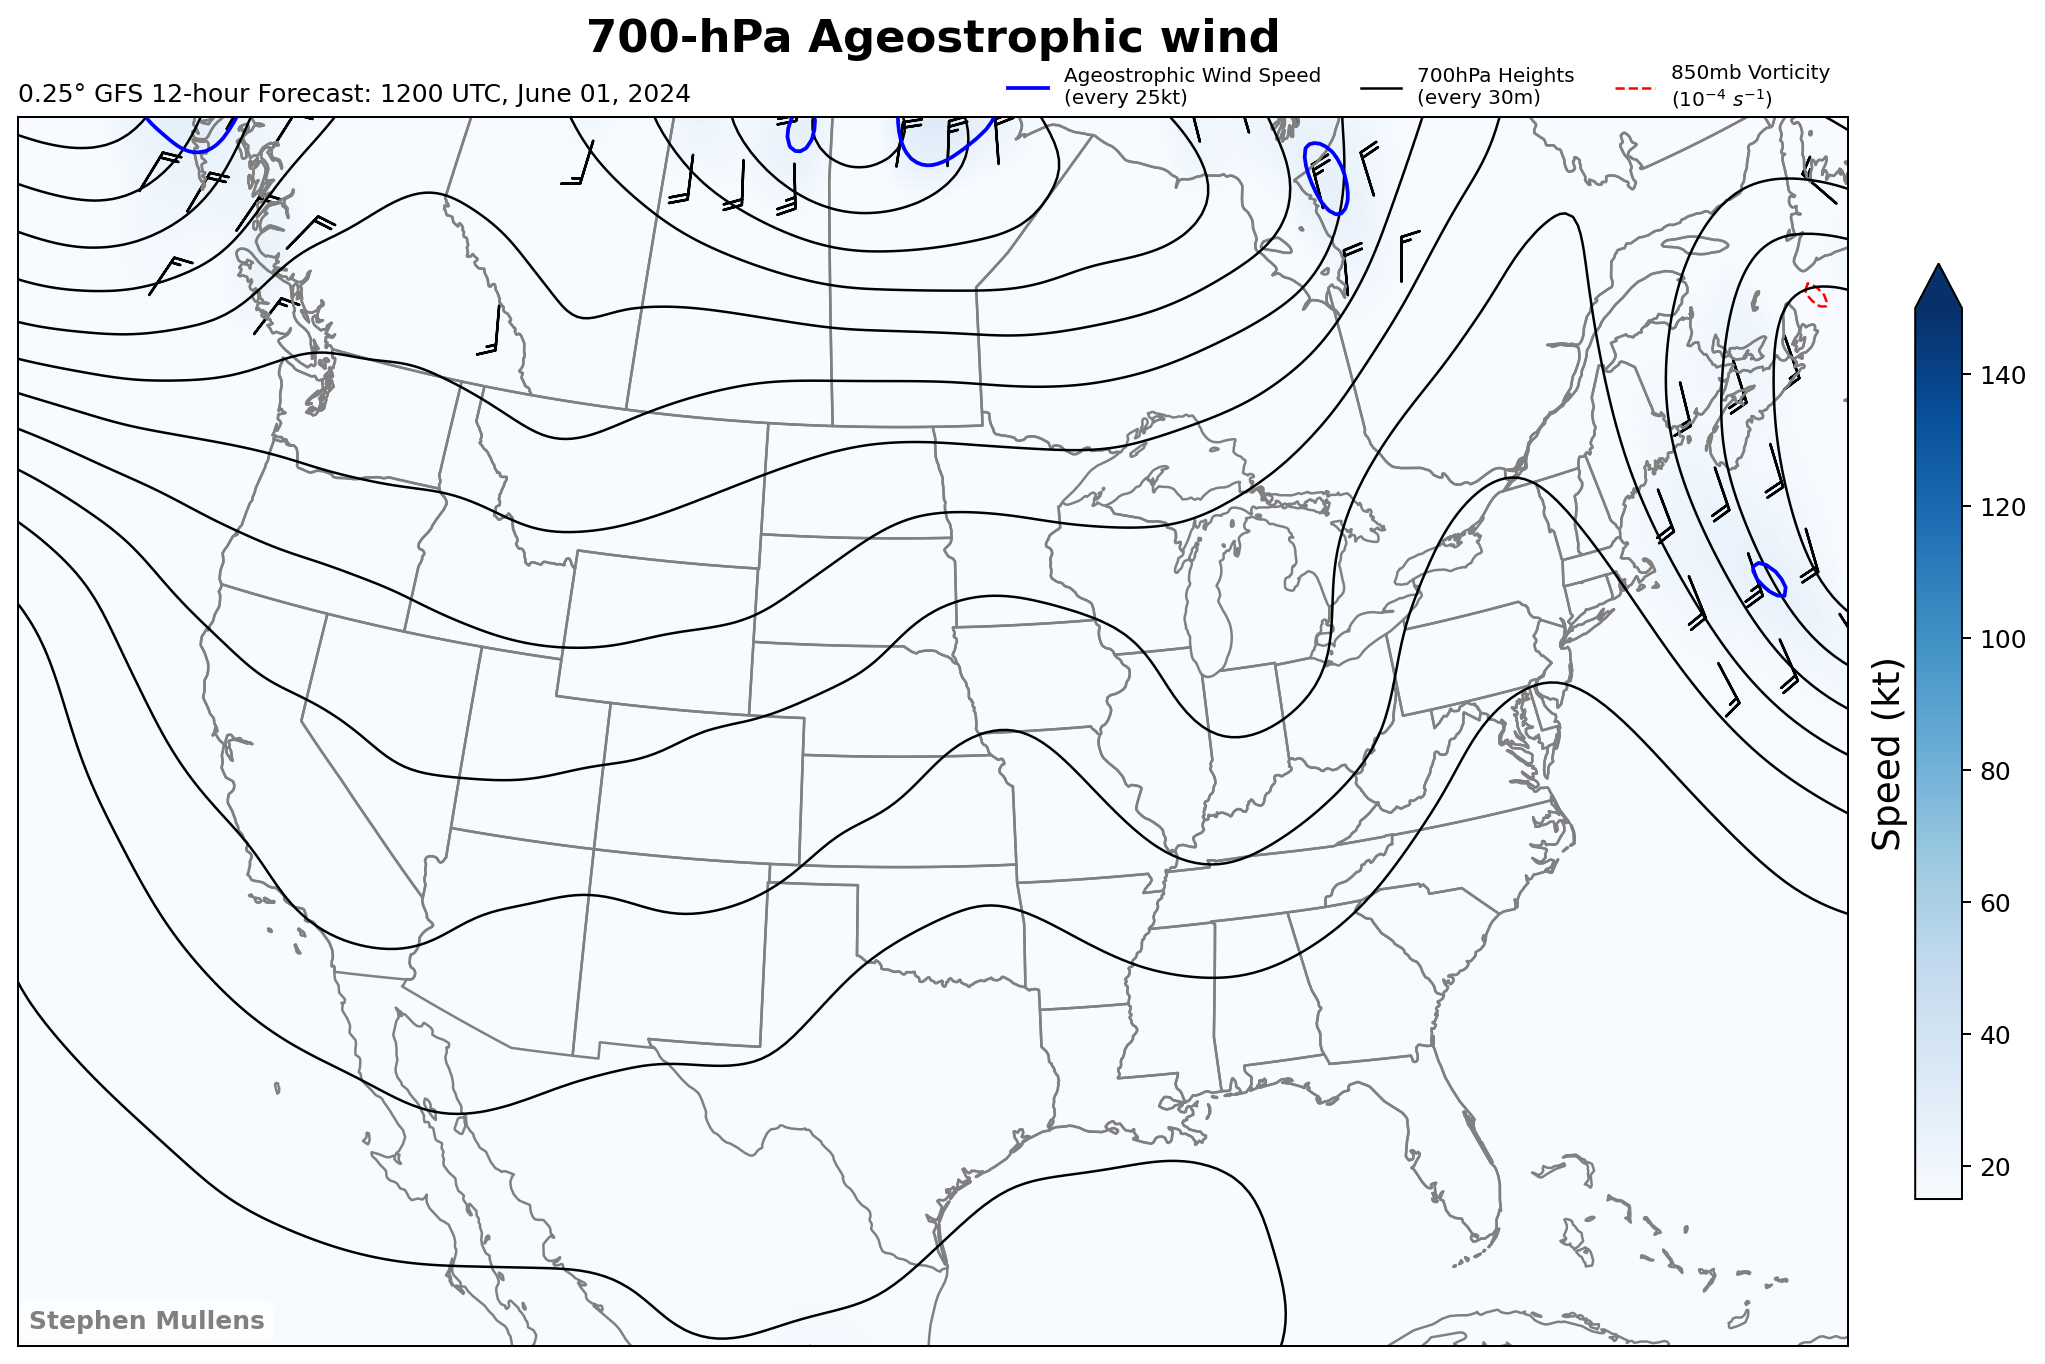 700-hPa Ageostrophic wind
0.25° GFS 12-hour Forecast: 1200 UTC, June 01, 2024
Ageostrophic Wind Speed
(every 25kt)
700hPa Heights
(every 30m)
850mb Vorticity
(10⁻⁴ s⁻¹)
140
120
100
80
60
40
20
Speed (kt)
Stephen Mullens